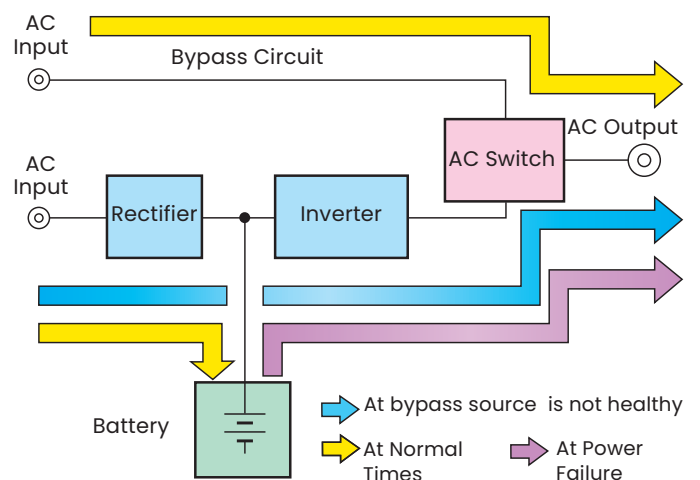 AC
Input
Bypass Circuit
AC Output
AC Switch
AC
Input
Rectifier
Inverter
Battery
At bypass source is not healthy
At Normal
Times
At Power
Failure